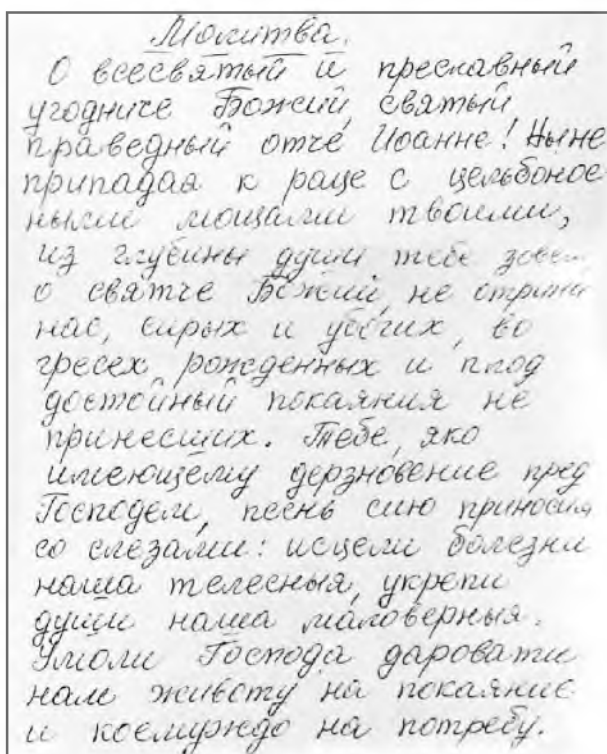 Молитва.
О всесвятый и преславный
угодниче Божий, святый
праведный отче Иоанне! Ныне
припадая к раце с цельбонос
ными мощами твоими,
из глубины души тебе зовем
о святче Божий, не отрини
нас, сирых и убогих, во
гресех рожденных и плод
достойный покаяния не
принесших. Тебе, яко
имеющему дерзновение пред
Господем, песнь сию приносим
со слезами: исцели болезни
наша телесныя, укрепи
души наша маловерныя.
Умоли Господа даровати
нам животу на покаяние
и коемуждо на потребу.